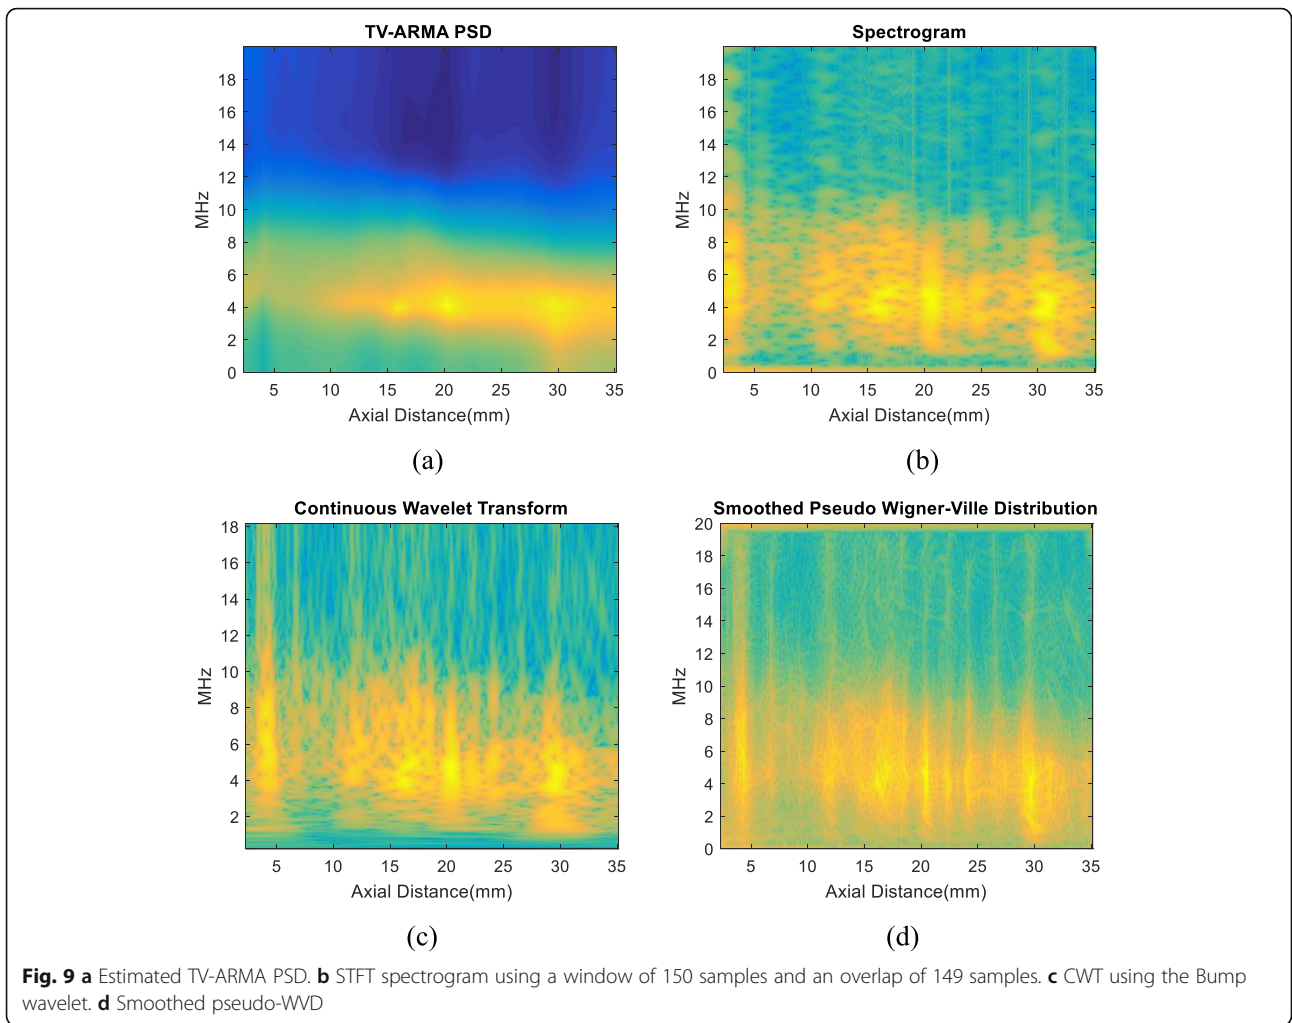 TV-ARMA PSD
MHz
18
16
14
12
10
8
6
4
2
0
5 10 15 20 25 30 35
Axial Distance(mm)
(a)
Spectrogram
MHz
18
16
14
12
10
8
6
4
2
0
5 10 15 20 25 30 35
Axial Distance(mm)
(b)
Continuous Wavelet Transform
MHz
18
16
14
12
10
8
6
4
2
5 10 15 20 25 30 35
Axial Distance(mm)
(c)
Smoothed Pseudo Wigner-Ville Distribution
MHz
20
18
16
14
12
10
8
6
4
2
0
5 10 15 20 25 30 35
Axial Distance(mm)
(d)
Fig. 9 a Estimated TV-ARMA PSD. b STFT spectrogram using a window of 150 samples and an overlap of 149 samples. c CWT using the Bump
wavelet. d Smoothed pseudo-WVD